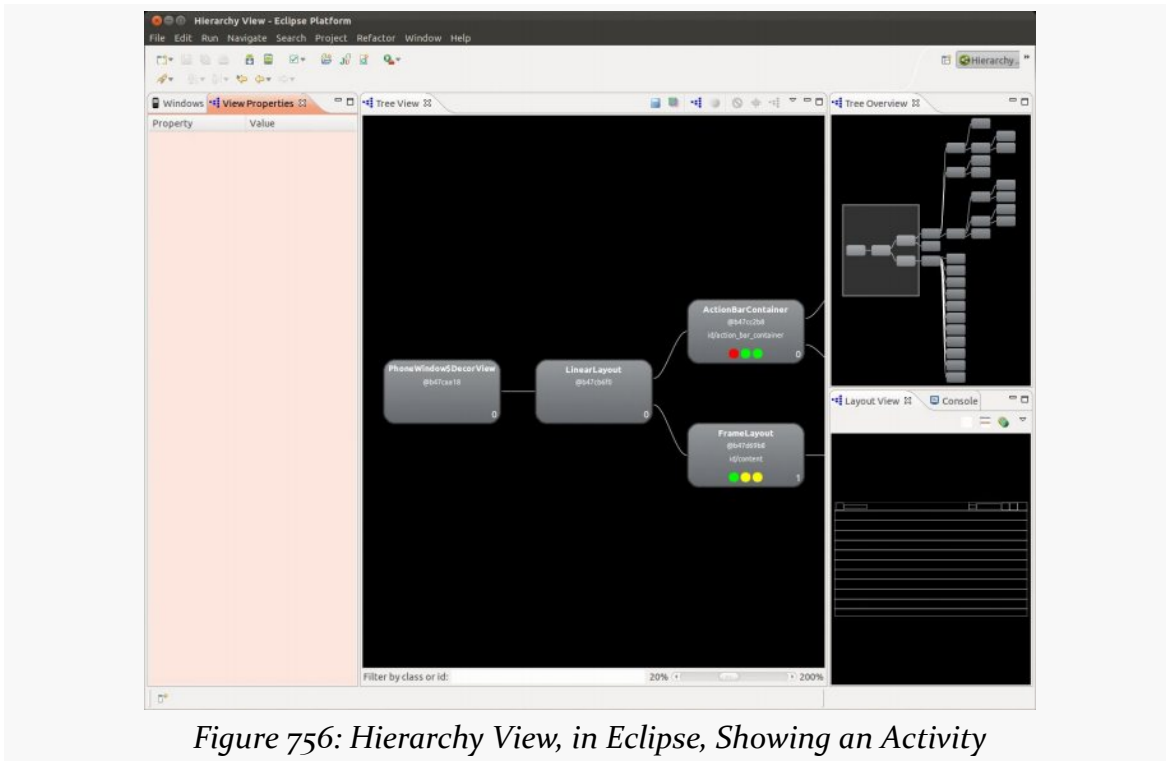 Hierarchy View - Eclipse Platform
File Edit Run Navigate Search Project Refactor Window Help
Hierarchy..
Windows View Properties
Property Value
Tree View
PhoneWindow$DecorView
0
LinearLayout
0
ActionBarContainer
@b47cc2b8
id/action_bar_container
0
FrameLayout
id/content
1
Filter by class or id:
20% 200%
Tree Overview
Layout View Console
Figure 756: Hierarchy View, in Eclipse, Showing an Activity